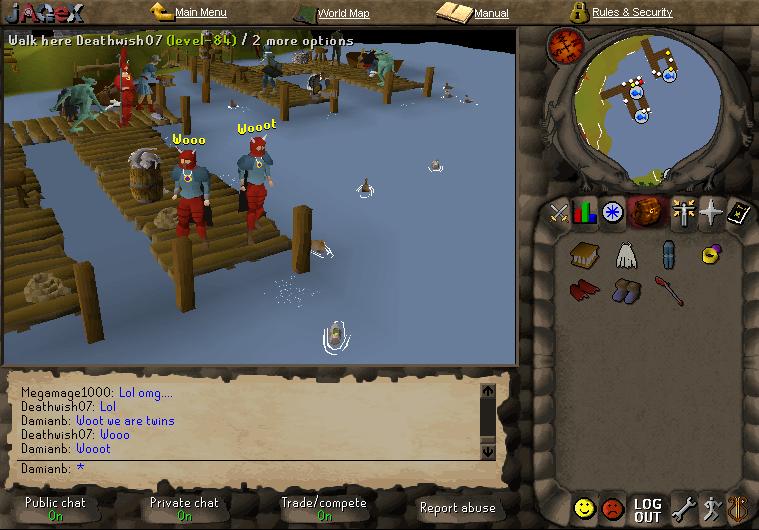 JAGEX Main Menu World Map Manual Rules & Security
Walk here Deathwish07 (level-84) / 2 more options
Wooo
Wooot
Megamage1000: Lol omg....
Deathwish07: Lol
Damianb: Woot we are twins
Deathwish07: Wooo
Damianb: Wooot
Damianb: *
Public chat Private chat Trade/compete Report abuse
On On On
LOG
OUT